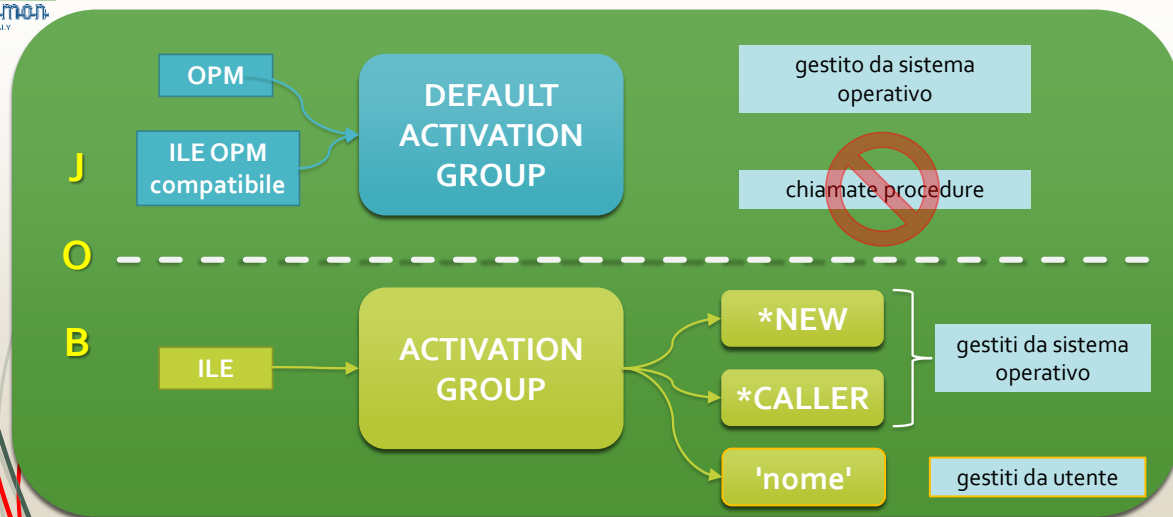 OPM
DEFAULT
ACTIVATION
GROUP
gestito da sistema
operativo
ILE OPM
compatibile
chiamate procedure
J
O
B
ILE
ACTIVATION
GROUP
*NEW
*CALLER
'nome'
gestiti da sistema
operativo
gestiti da utente